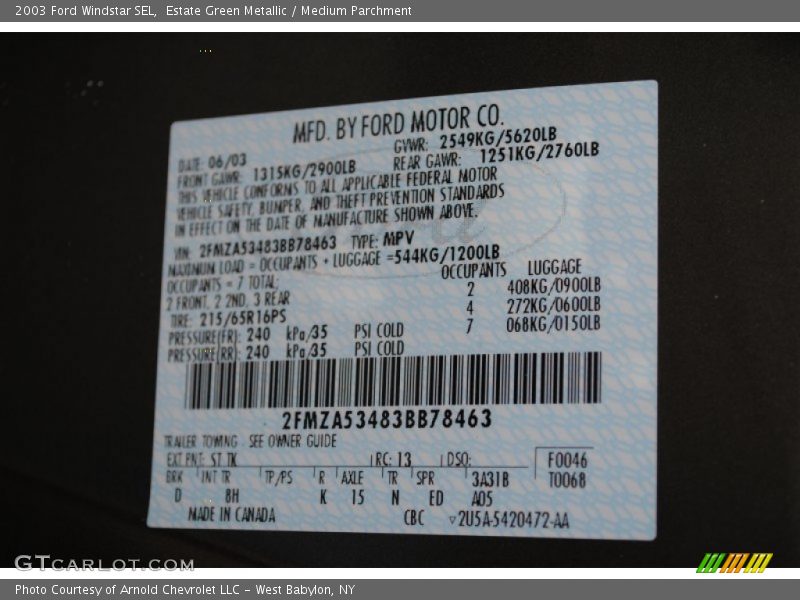 2003 Ford Windstar SEL,  Estate Green Metallic / Medium Parchment
MFD. BY FORD MOTOR CO.
DATE: 06/03 GVWR: 2549KG/5620LB
FRONT GAWR: 1315KG/2900LB REAR GAWR: 1251KG/2760LB
THIS VEHICLE CONFORMS TO ALL APPLICABLE FEDERAL MOTOR
VEHICLE SAFETY, BUMPER, AND THEFT PREVENTION STANDARDS
IN EFFECT ON THE DATE OF MANUFACTURE SHOWN ABOVE.
VIN: 2FMZA53483BB78463 TYPE: MPV
MAXIMUM LOAD = OCCUPANTS + LUGGAGE =544KG/1200LB
OCCUPANTS = 7 TOTAL; OCCUPANTS LUGGAGE
2 FRONT, 2 2ND, 3 REAR 2 408KG/0900LB
TIRE: 215/65R16PS 4 272KG/0600LB
PRESSURE(FR): 240 kPa/35 PSI COLD 7 068KG/0150LB
PRESSURE(RR): 240 kPa/35 PSI COLD
2FMZA53483BB78463
TRAILER TOWING - SEE OWNER GUIDE
EXT PNT: ST TK RC: 13 DSO: F0046
BRK INT TR TP/PS R AXLE TR SPR 3A31B T0068
D 8H K 15 N ED A05
MADE IN CANADA CBC ▽2U5A-5420472-AA
GTCARLOT.COM
Photo Courtesy of Arnold Chevrolet LLC - West Babylon, NY